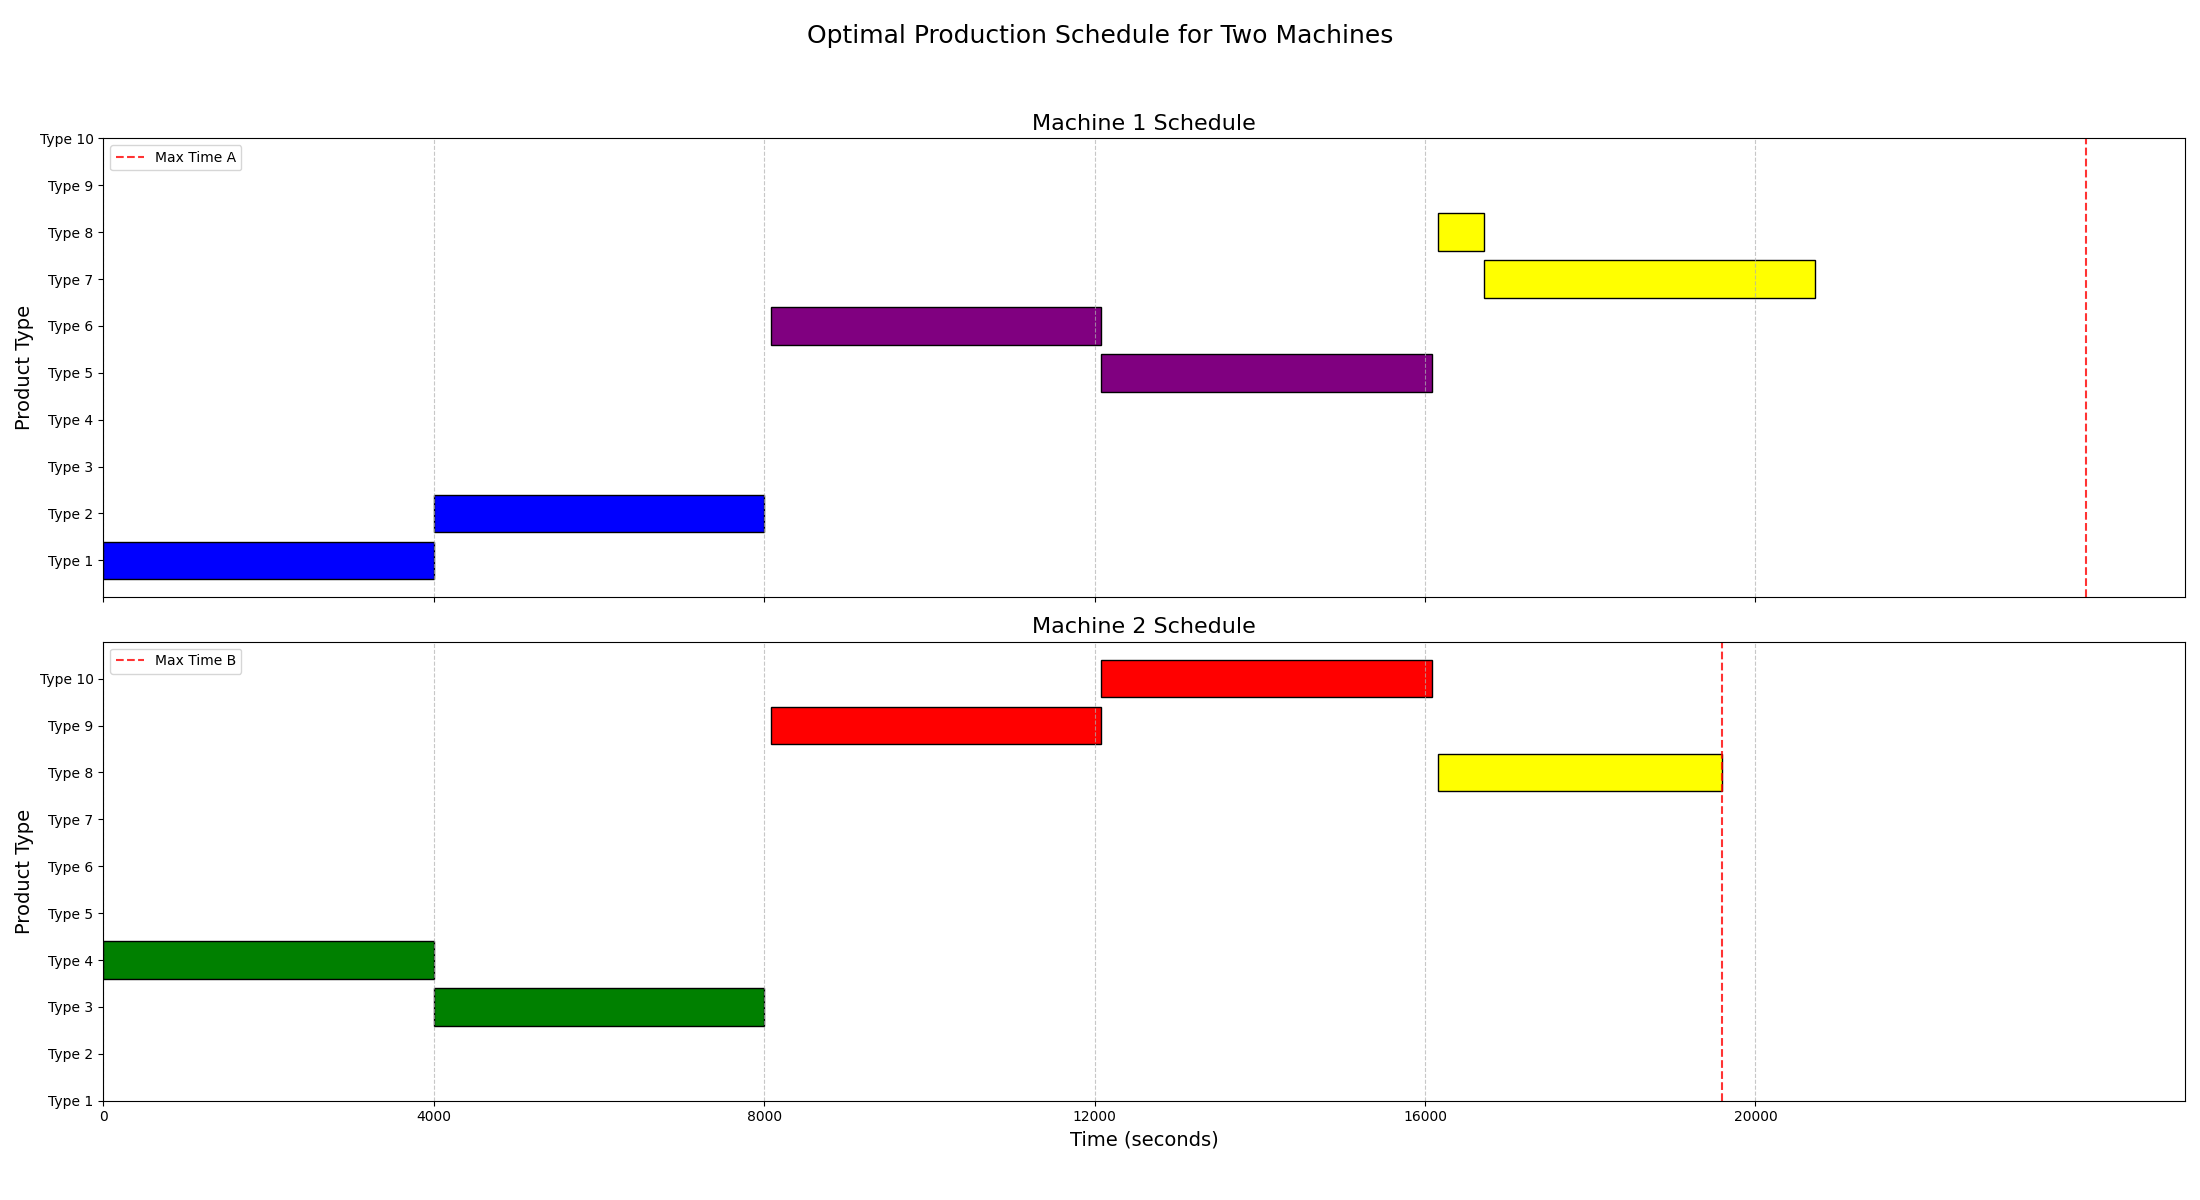 Optimal Production Schedule for Two Machines
Machine 1 Schedule
Max Time A
Product Type
Type 10
Type 9
Type 8
Type 7
Type 6
Type 5
Type 4
Type 3
Type 2
Type 1
Machine 2 Schedule
Max Time B
Product Type
Type 10
Type 9
Type 8
Type 7
Type 6
Type 5
Type 4
Type 3
Type 2
Type 1
0 4000 8000 12000 16000 20000
Time (seconds)